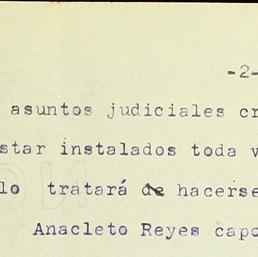 -2-
asuntos judiciales cr
star instalados toda v
lo tratará de hacerse
Anacleto Reyes capo